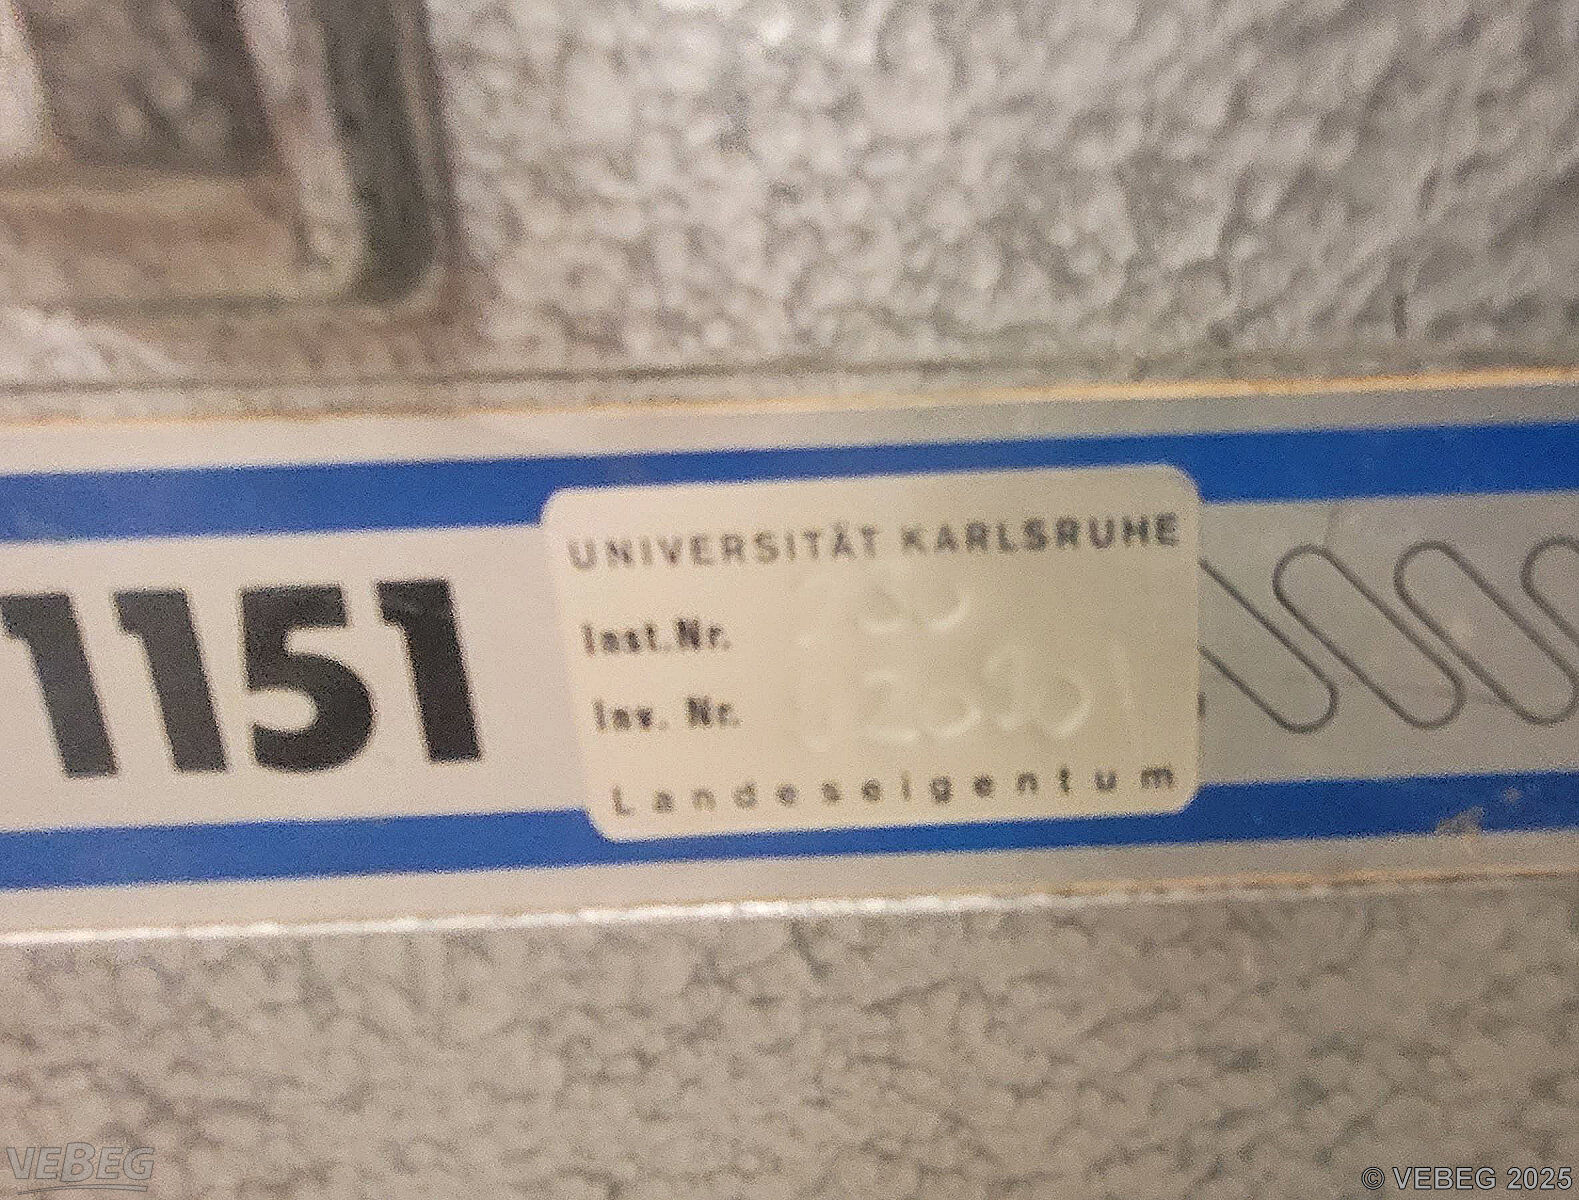 1151
UNIVERSITÄT KARLSRUHE
Inst.Nr.
Inv. Nr.
Landeseigentum
VEBEG
© VEBEG 2025